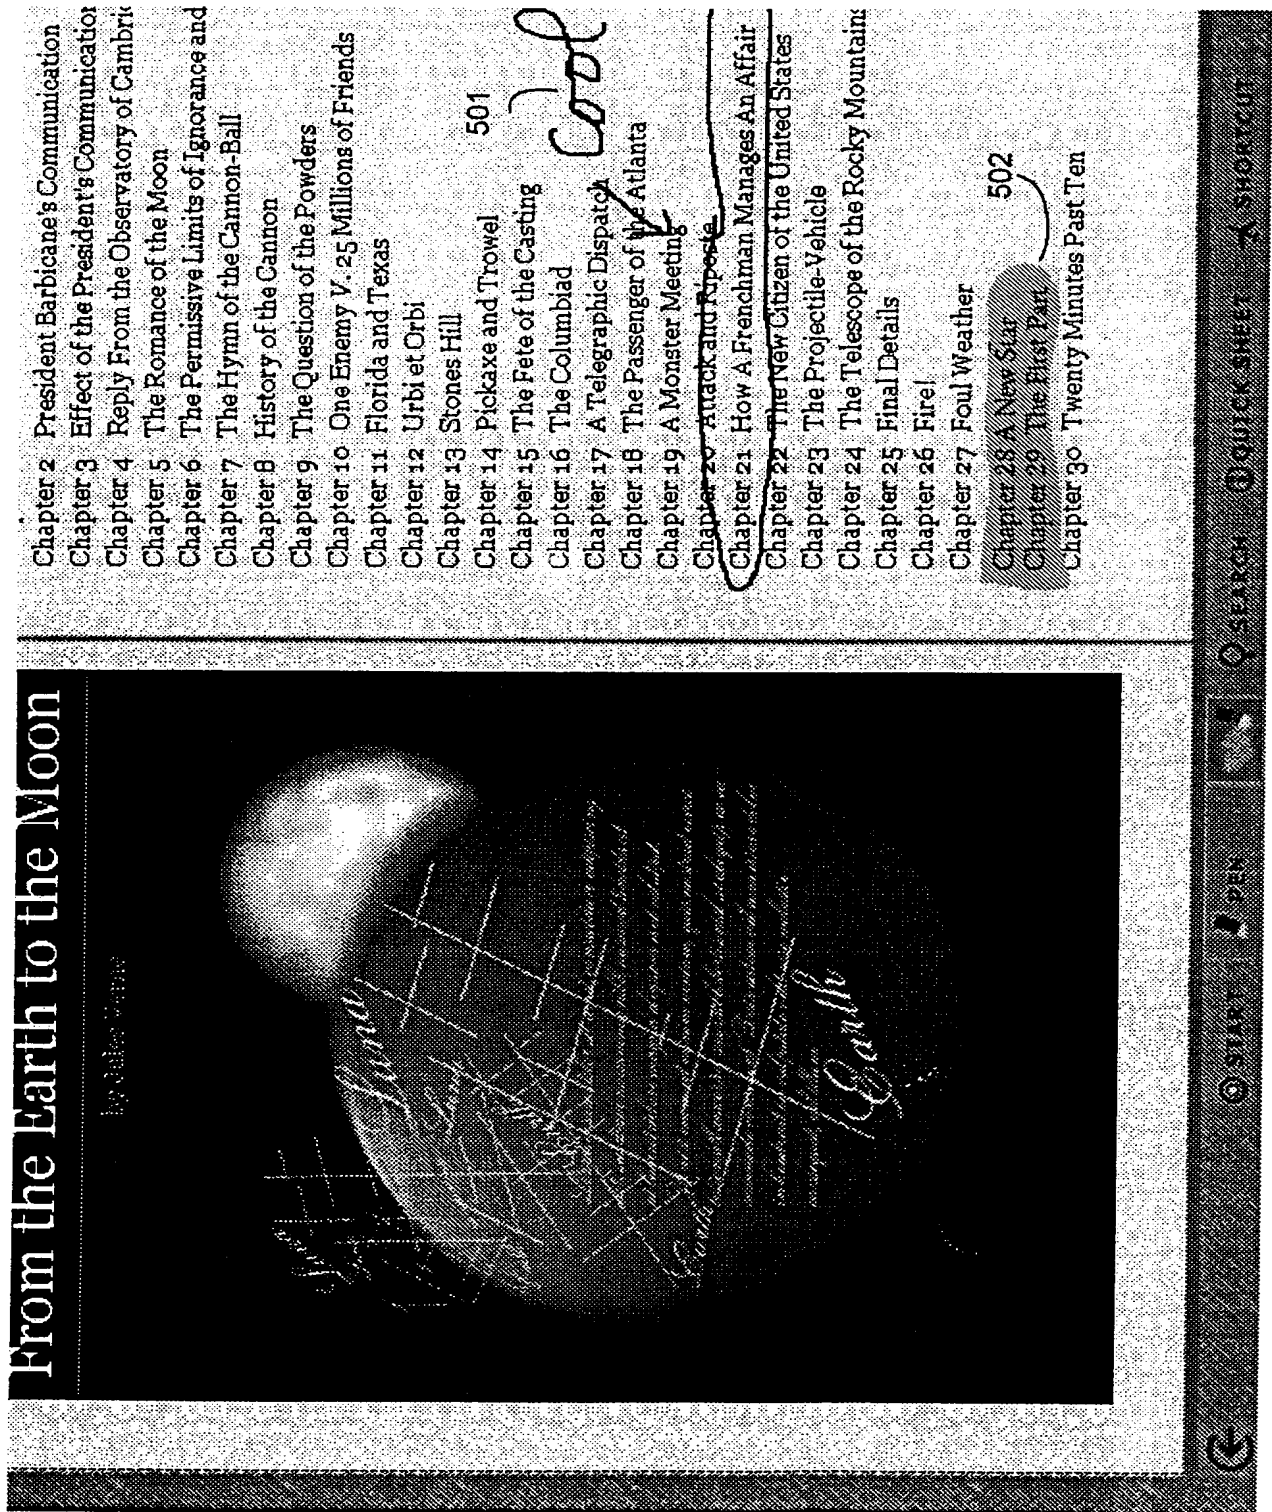 From the Earth to the Moon
by Jules Verne
Luna
Earth
Chapter 2 President Barbicane's Communication
Chapter 3 Effect of the President's Communication
Chapter 4 Reply From the Observatory of Cambri
Chapter 5 The Romance of the Moon
Chapter 6 The Permissive Limits of Ignorance and
Chapter 7 The Hymn of the Cannon-Ball
Chapter 8 History of the Cannon
Chapter 9 The Question of the Powders
Chapter 10 One Enemy V. 25 Millions of Friends
Chapter 11 Florida and Texas
Chapter 12 Urbi et Orbi
Chapter 13 Stones Hill
Chapter 14 Pickaxe and Trowel
Chapter 15 The Fete of the Casting
Chapter 16 The Columbiad
Chapter 17 A Telegraphic Dispatch
Chapter 18 The Passenger of the Atlanta
Chapter 19 A Monster Meeting
Chapter 20 Attack and Riposte
Chapter 21 How A Frenchman Manages An Affair
Chapter 22 The New Citizen of the United States
Chapter 23 The Projectile-Vehicle
Chapter 24 The Telescope of the Rocky Mountains
Chapter 25 Final Details
Chapter 26 Fire!
Chapter 27 Foul Weather
Chapter 28 A New Star
Chapter 29 The First Part
Chapter 30 Twenty Minutes Past Ten
501
Cool
502
START
PEN
SEARCH
QUICK SHEET
SHORTCUT